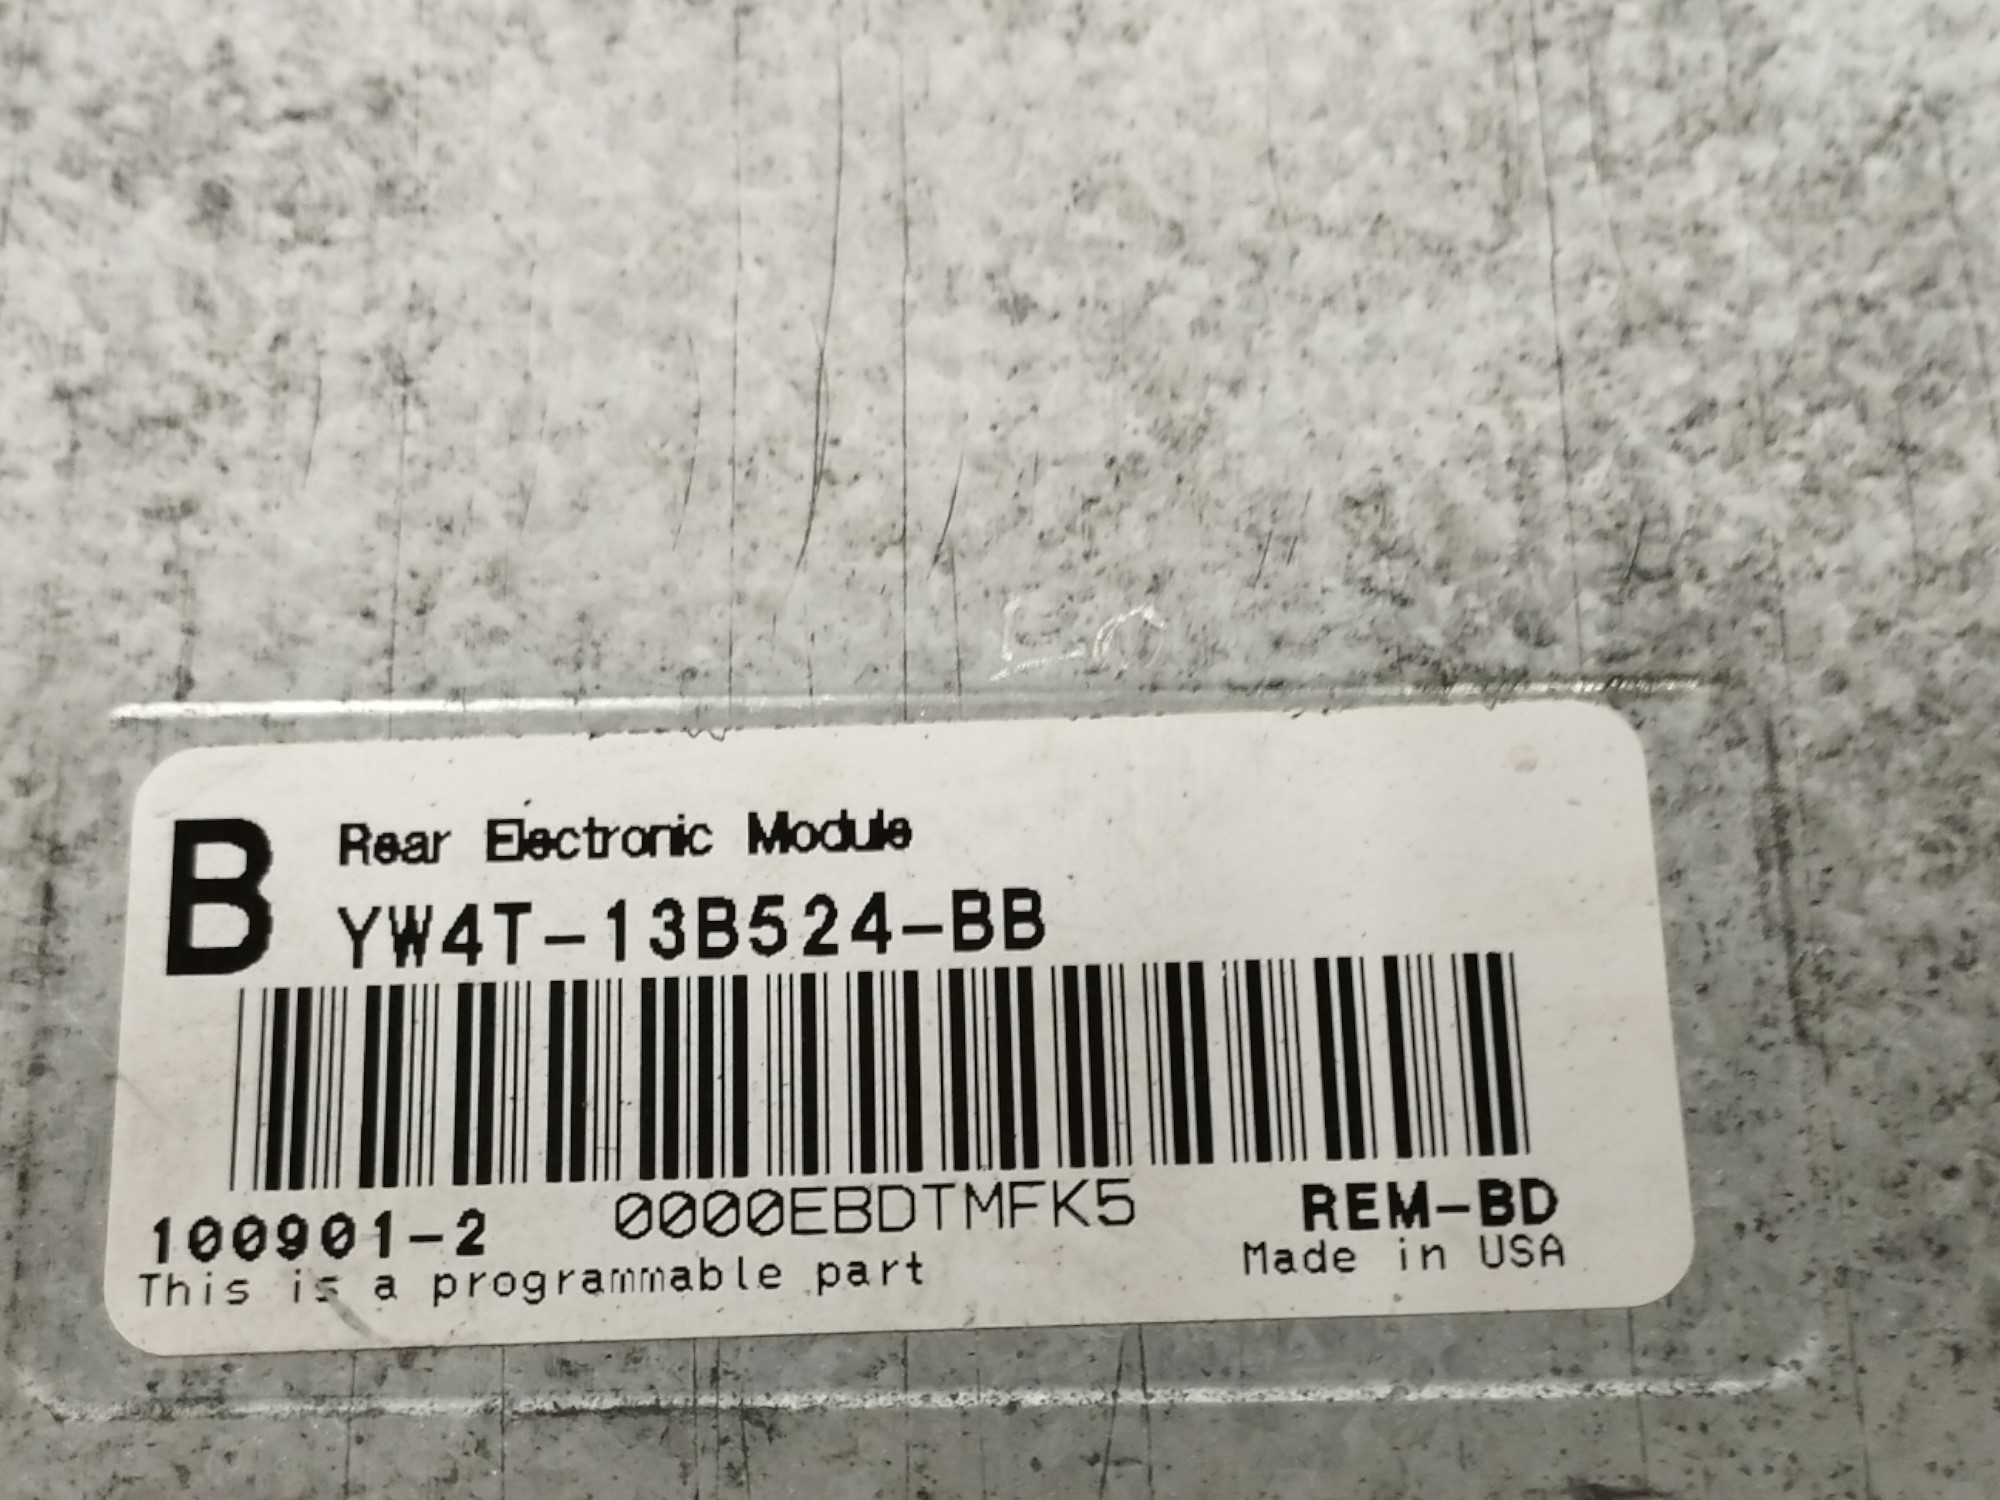 B Rear Electronic Module
YW4T-13B524-BB
0000EBDTMFK5
100901-2 REM-BD
This is a programmable part Made in USA